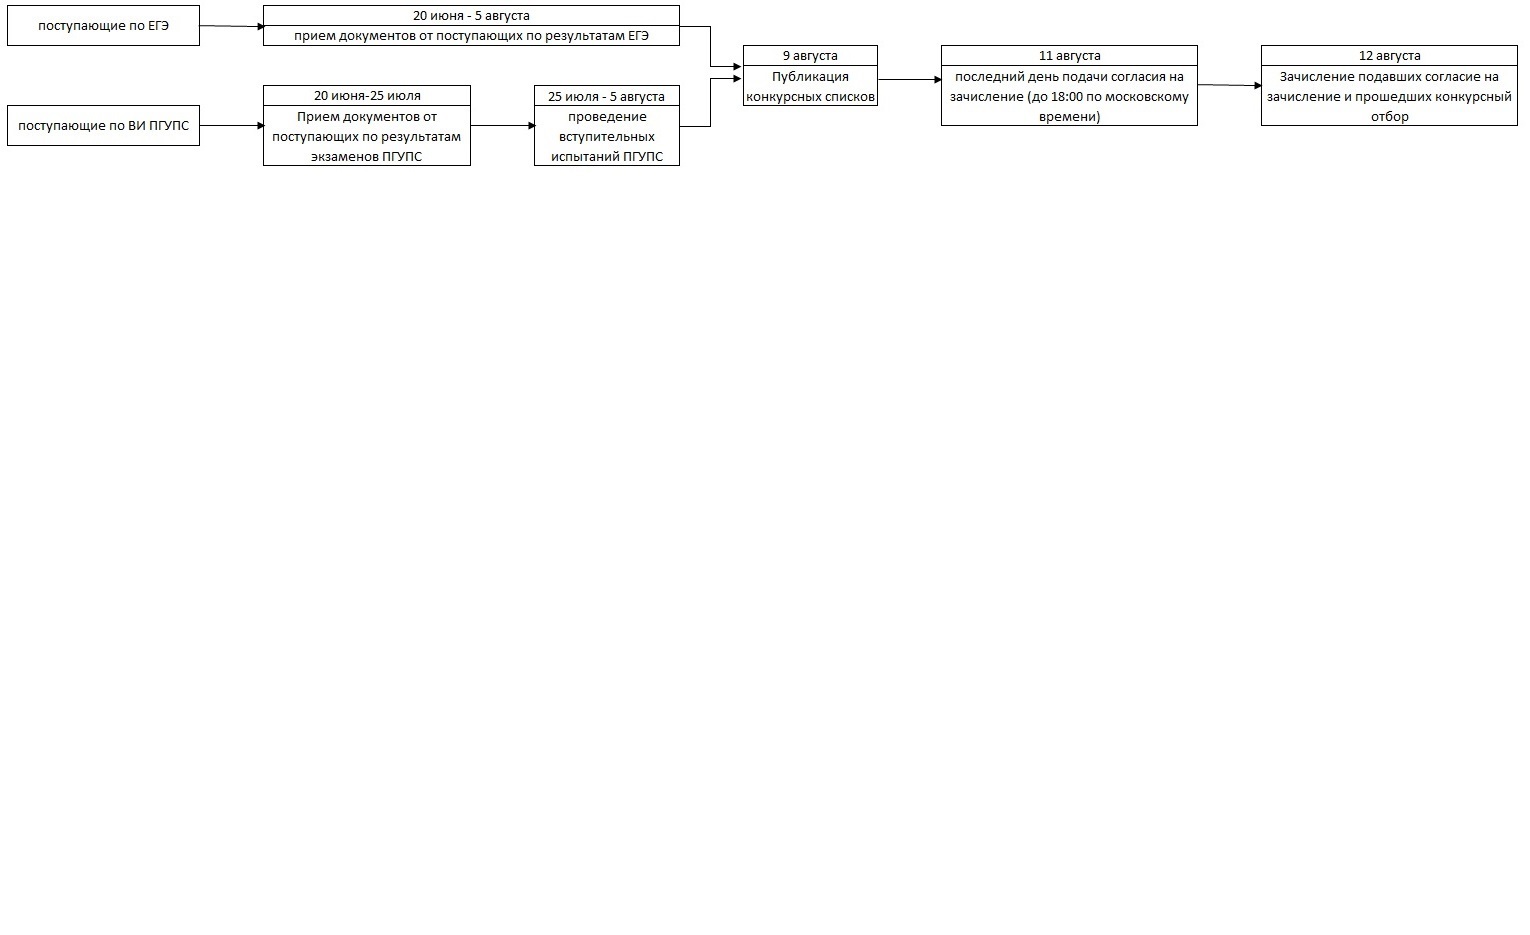 поступающие по ЕГЭ
20 июня - 5 августа
прием документов от поступающих по результатам ЕГЭ
поступающие по ВИ ПГУПС
20 июня-25 июля
Прием документов от
поступающих по результатам
экзаменов ПГУПС
25 июля - 5 августа
проведение
вступительных
испытаний ПГУПС
9 августа
Публикация
конкурсных списков
11 августа
последний день подачи согласия на
зачисление (до 18:00 по московскому
времени)
12 августа
Зачисление подавших согласие на
зачисление и прошедших конкурсный
отбор